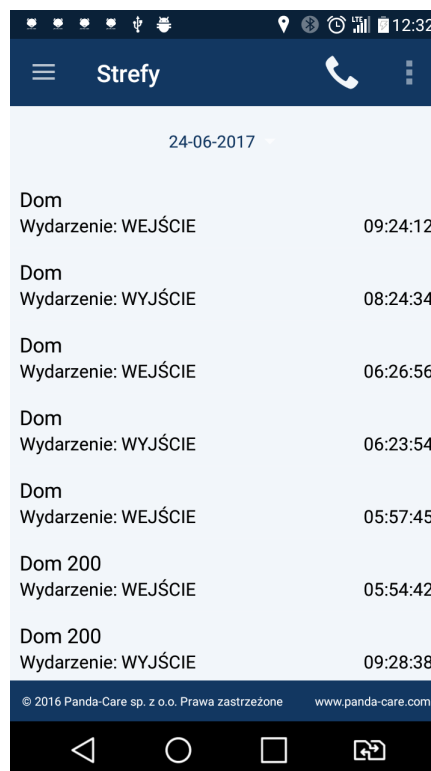 LTE 12:32
Strefy
24-06-2017
Dom
Wydarzenie: WEJŚCIE 09:24:12
Dom
Wydarzenie: WYJŚCIE 08:24:34
Dom
Wydarzenie: WEJŚCIE 06:26:56
Dom
Wydarzenie: WYJŚCIE 06:23:54
Dom
Wydarzenie: WEJŚCIE 05:57:45
Dom 200
Wydarzenie: WEJŚCIE 05:54:42
Dom 200
Wydarzenie: WYJŚCIE 09:28:38
© 2016 Panda-Care sp. z o.o. Prawa zastrzeżone www.panda-care.com